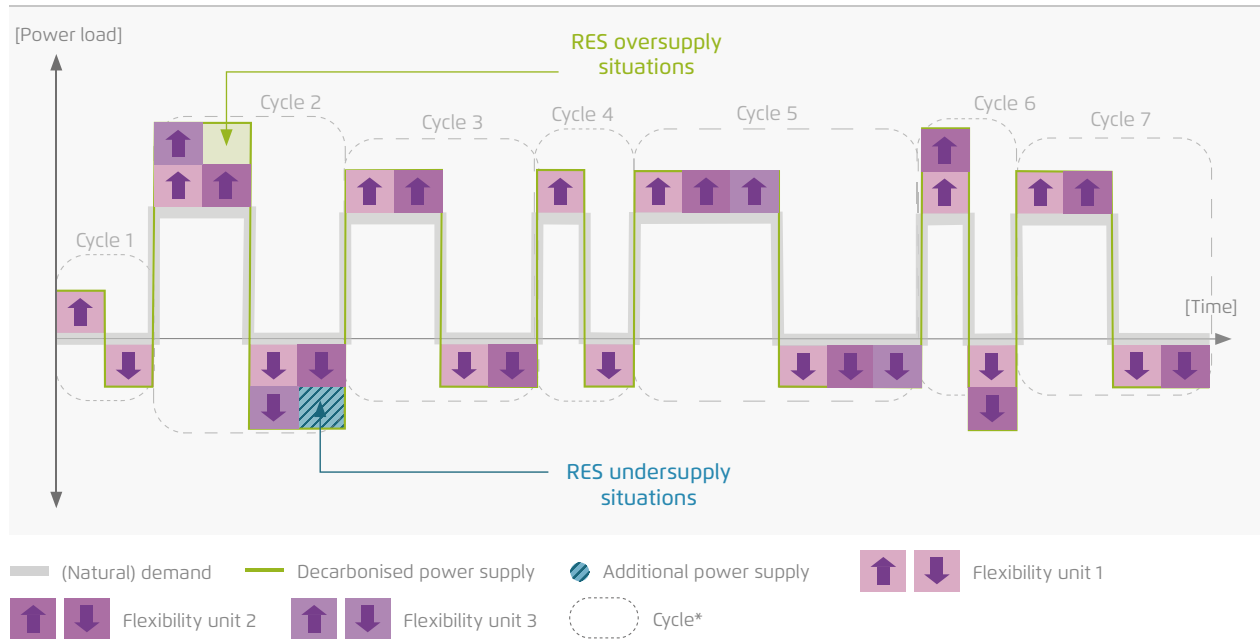 [Power load]
RES oversupply
situations
Cycle 1
Cycle 2
Cycle 3
Cycle 4
Cycle 5
Cycle 6
Cycle 7
[Time]
RES undersupply
situations
(Natural) demand
Decarbonised power supply
Additional power supply
Flexibility unit 1
Flexibility unit 2
Flexibility unit 3
Cycle*